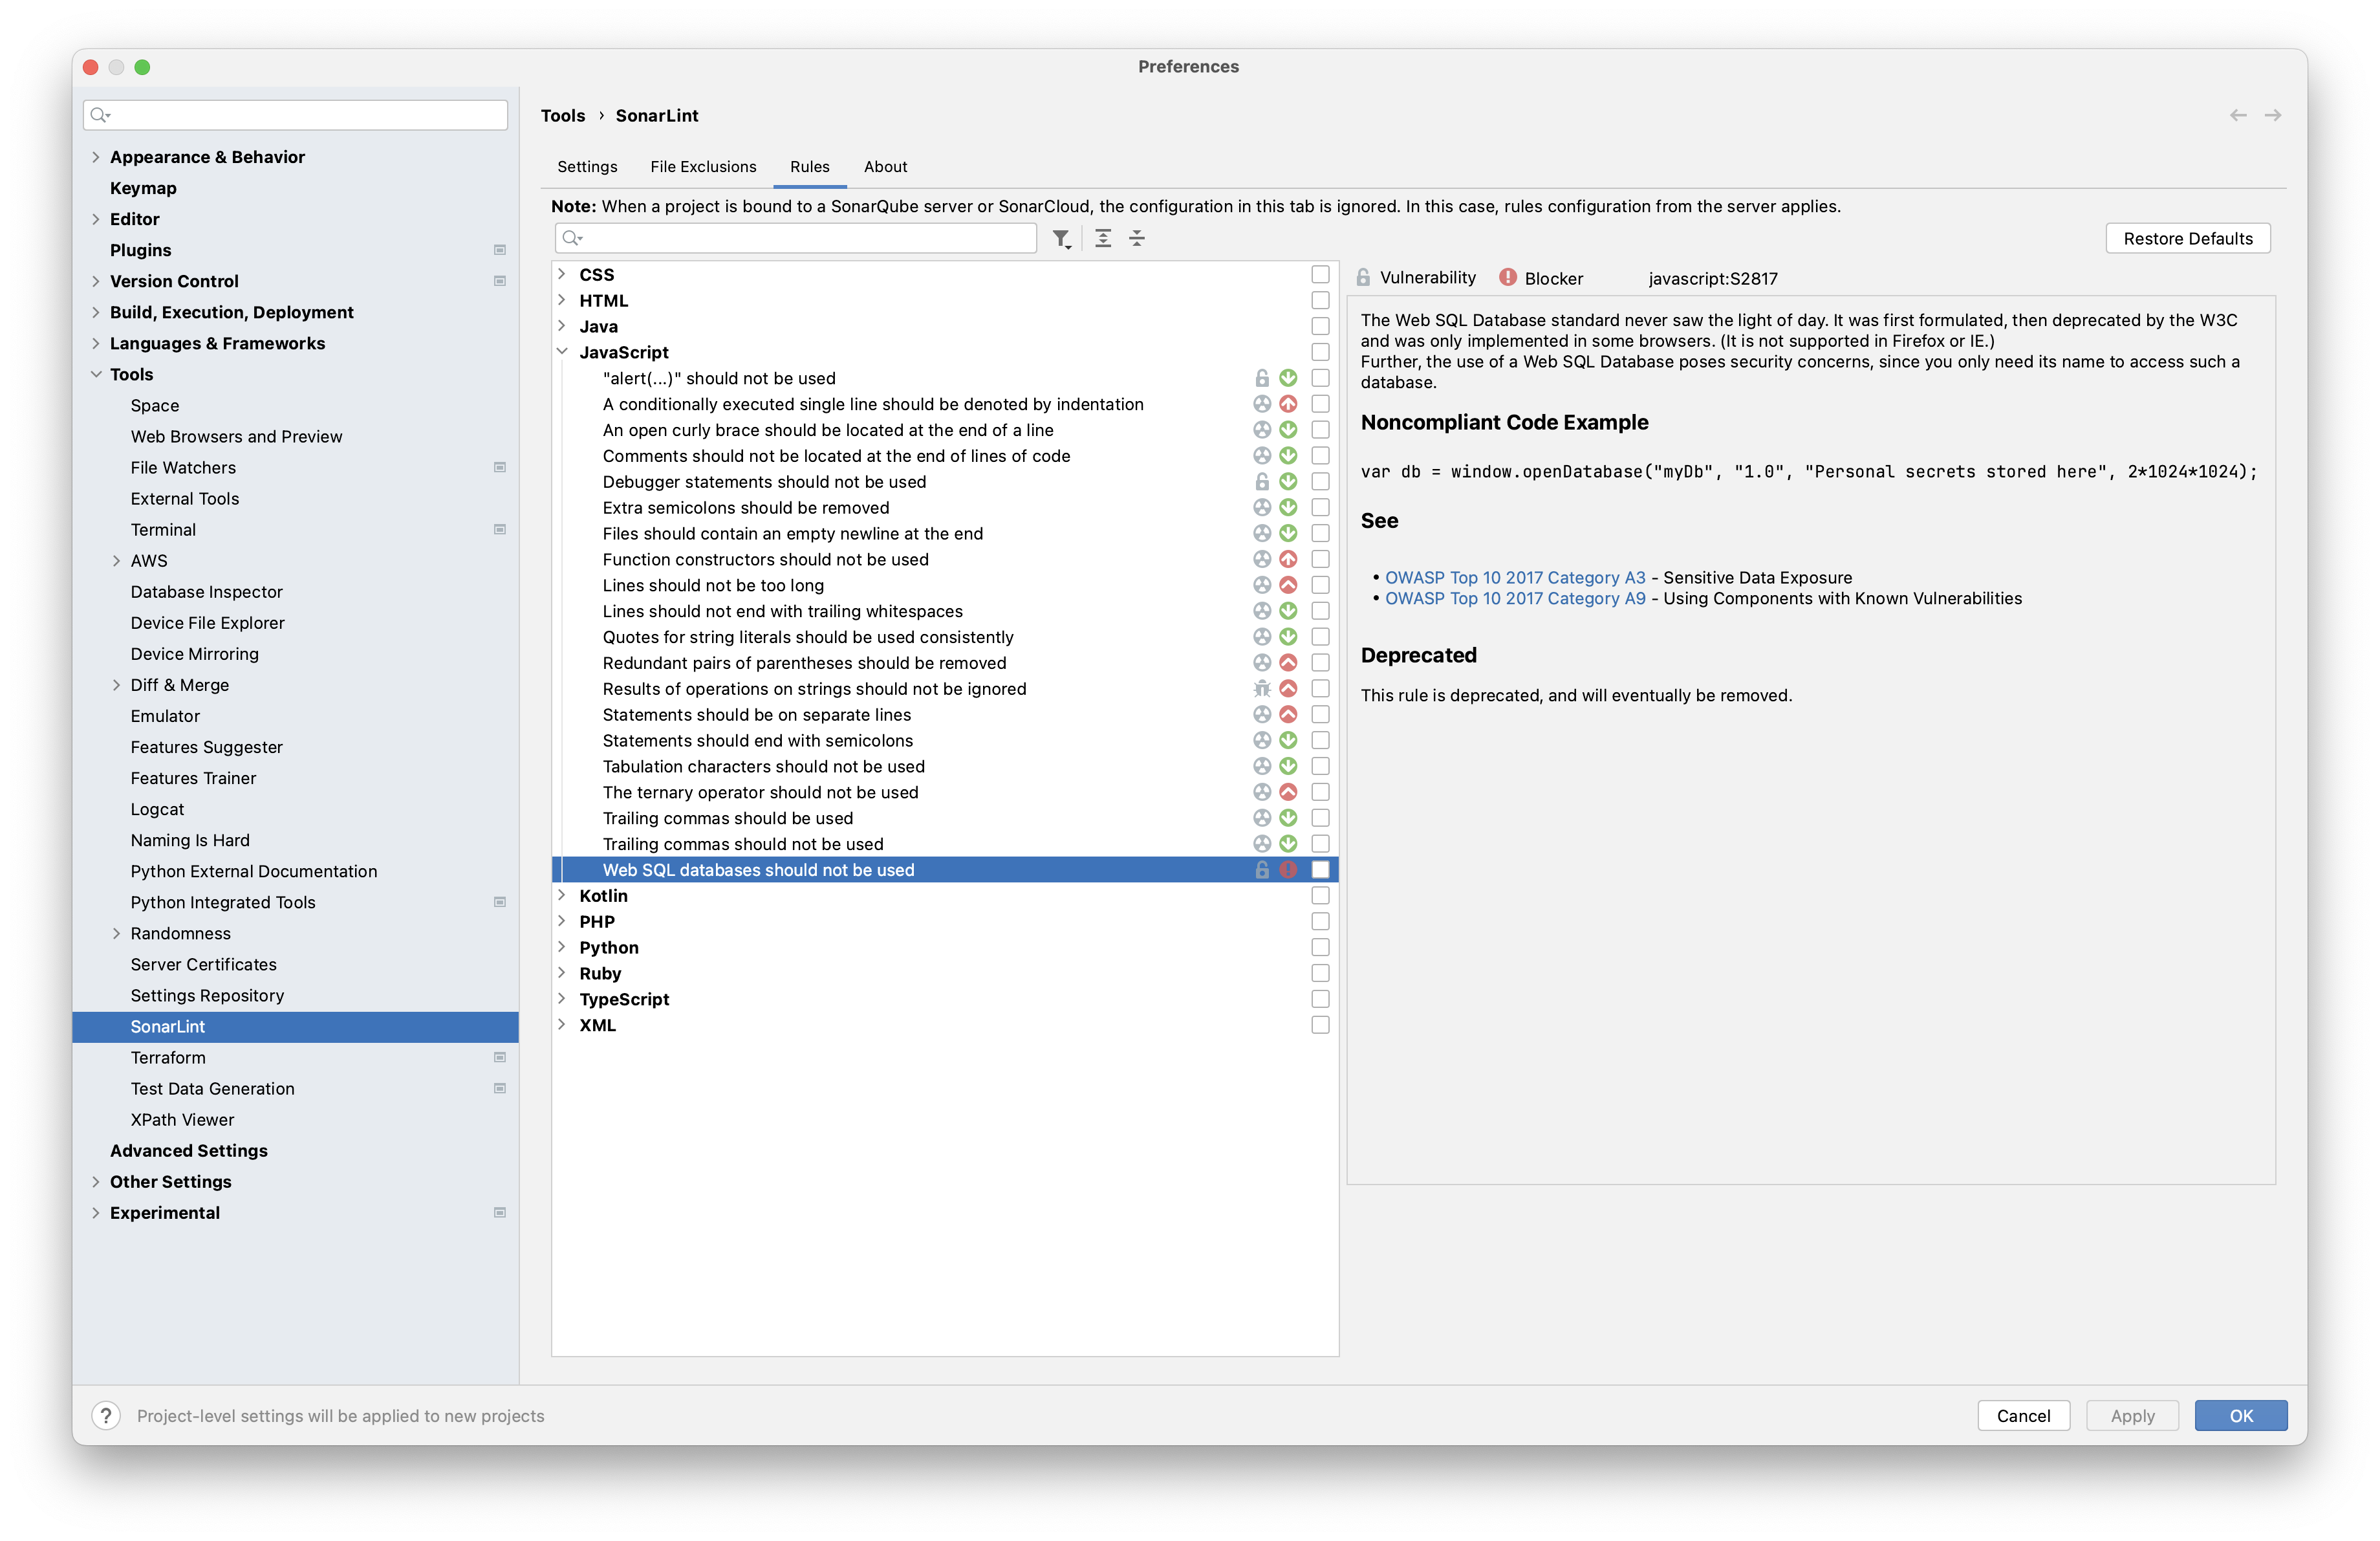 Preferences
Appearance & Behavior
Keymap
Editor
Plugins
Version Control
Build, Execution, Deployment
Languages & Frameworks
Tools
Space
Web Browsers and Preview
File Watchers
External Tools
Terminal
AWS
Database Inspector
Device File Explorer
Device Mirroring
Diff & Merge
Emulator
Features Suggester
Features Trainer
Logcat
Naming Is Hard
Python External Documentation
Python Integrated Tools
Randomness
Server Certificates
Settings Repository
SonarLint
Terraform
Test Data Generation
XPath Viewer
Advanced Settings
Other Settings
Experimental
Tools › SonarLint
Settings File Exclusions Rules About
Note: When a project is bound to a SonarQube server or SonarCloud, the configuration in this tab is ignored. In this case, rules configuration from the server applies.
Restore Defaults
CSS
HTML
Java
JavaScript
"alert(...)" should not be used
A conditionally executed single line should be denoted by indentation
An open curly brace should be located at the end of a line
Comments should not be located at the end of lines of code
Debugger statements should not be used
Extra semicolons should be removed
Files should contain an empty newline at the end
Function constructors should not be used
Lines should not be too long
Lines should not end with trailing whitespaces
Quotes for string literals should be used consistently
Redundant pairs of parentheses should be removed
Results of operations on strings should not be ignored
Statements should be on separate lines
Statements should end with semicolons
Tabulation characters should not be used
The ternary operator should not be used
Trailing commas should be used
Trailing commas should not be used
Web SQL databases should not be used
Kotlin
PHP
Python
Ruby
TypeScript
XML
Vulnerability Blocker javascript:S2817
The Web SQL Database standard never saw the light of day. It was first formulated, then deprecated by the W3C
and was only implemented in some browsers. (It is not supported in Firefox or IE.)
Further, the use of a Web SQL Database poses security concerns, since you only need its name to access such a
database.
Noncompliant Code Example
var db = window.openDatabase("myDb", "1.0", "Personal secrets stored here", 2*1024*1024);
See
• OWASP Top 10 2017 Category A3 - Sensitive Data Exposure
• OWASP Top 10 2017 Category A9 - Using Components with Known Vulnerabilities
Deprecated
This rule is deprecated, and will eventually be removed.
? Project-level settings will be applied to new projects
Cancel Apply OK